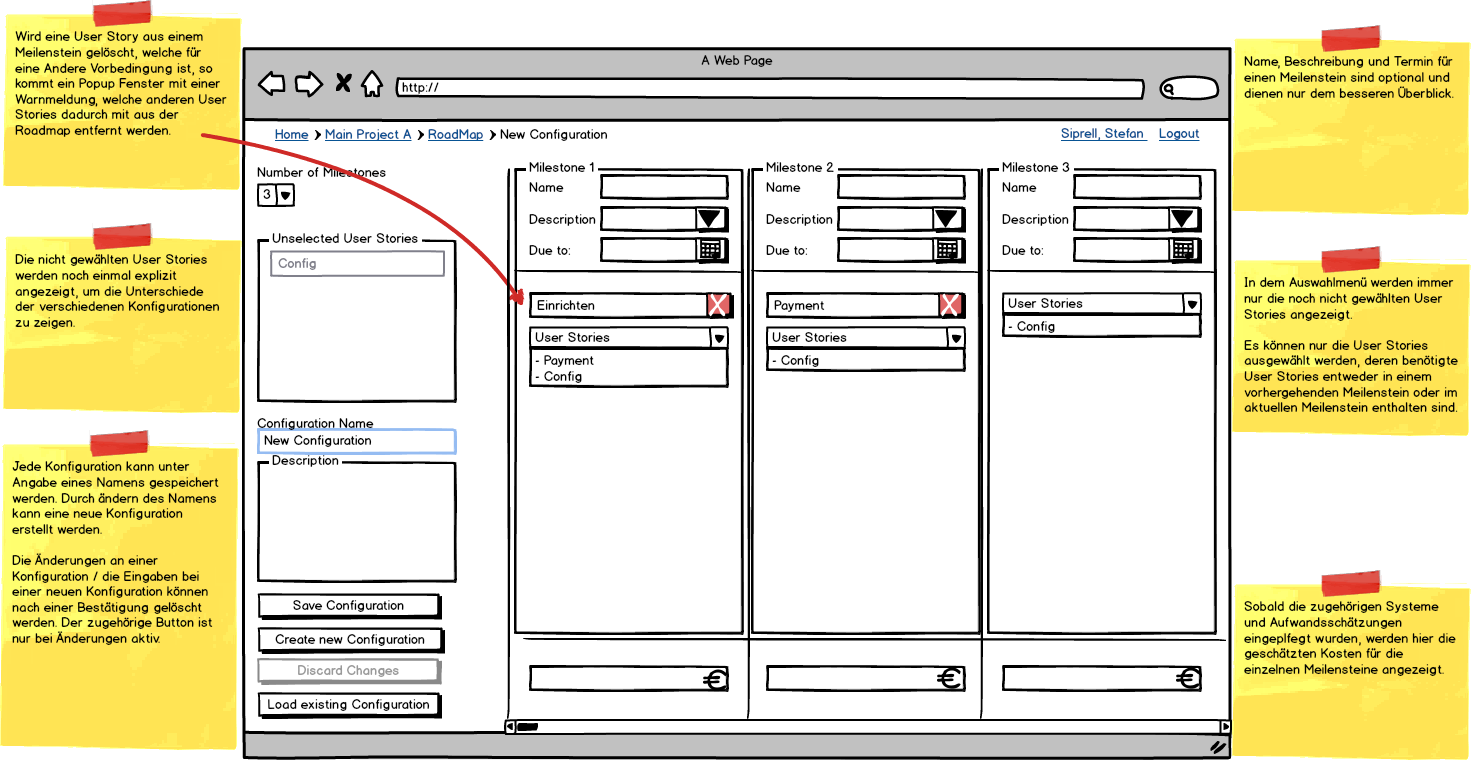 Wird eine User Story aus einem
Meilenstein gelöscht, welche für
eine Andere Vorbedingung ist, so
kommt ein Popup Fenster mit einer
Warnmeldung, welche anderen User
Stories dadurch mit aus der
Roadmap entfernt werden.
Die nicht gewählten User Stories
werden noch einmal explizit
angezeigt, um die Unterschiede
der verschiedenen Konfigurationen
zu zeigen.
Jede Konfiguration kann unter
Angabe eines Namens gespeichert
werden. Durch ändern des Namens
kann eine neue Konfiguration
erstellt werden.
Die Änderungen an einer
Konfiguration / die Eingaben bei
einer neuen Konfiguration können
nach einer Bestätigung gelöscht
werden. Der zugehörige Button ist
nur bei Änderungen aktiv.
A Web Page
http://
Home Main Project A RoadMap New Configuration
Siprell, Stefan Logout
Number of Milestones
3
Unselected User Stories
Config
Configuration Name
New Configuration
Description
Save Configuration
Create new Configuration
Discard Changes
Load existing Configuration
Milestone 1
Name
Description
Due to:
Einrichten
User Stories
- Payment
- Config
€
Milestone 2
Name
Description
Due to:
Payment
User Stories
- Config
€
Milestone 3
Name
Description
Due to:
User Stories
- Config
€
Name, Beschreibung und Termin für
einen Meilenstein sind optional und
dienen nur dem besseren Überblick.
In dem Auswahlmenü werden immer
nur die noch nicht gewählten User
Stories angezeigt.
Es können nur die User Stories
ausgewählt werden, deren benötigte
User Stories entweder in einem
vorhergehenden Meilenstein oder im
aktuellen Meilenstein enthalten sind.
Sobald die zugehörigen Systeme
und Aufwandsschätzungen
eingeplfegt wurden, werden hier die
geschätzten Kosten für die
einzelnen Meilensteine angezeigt.